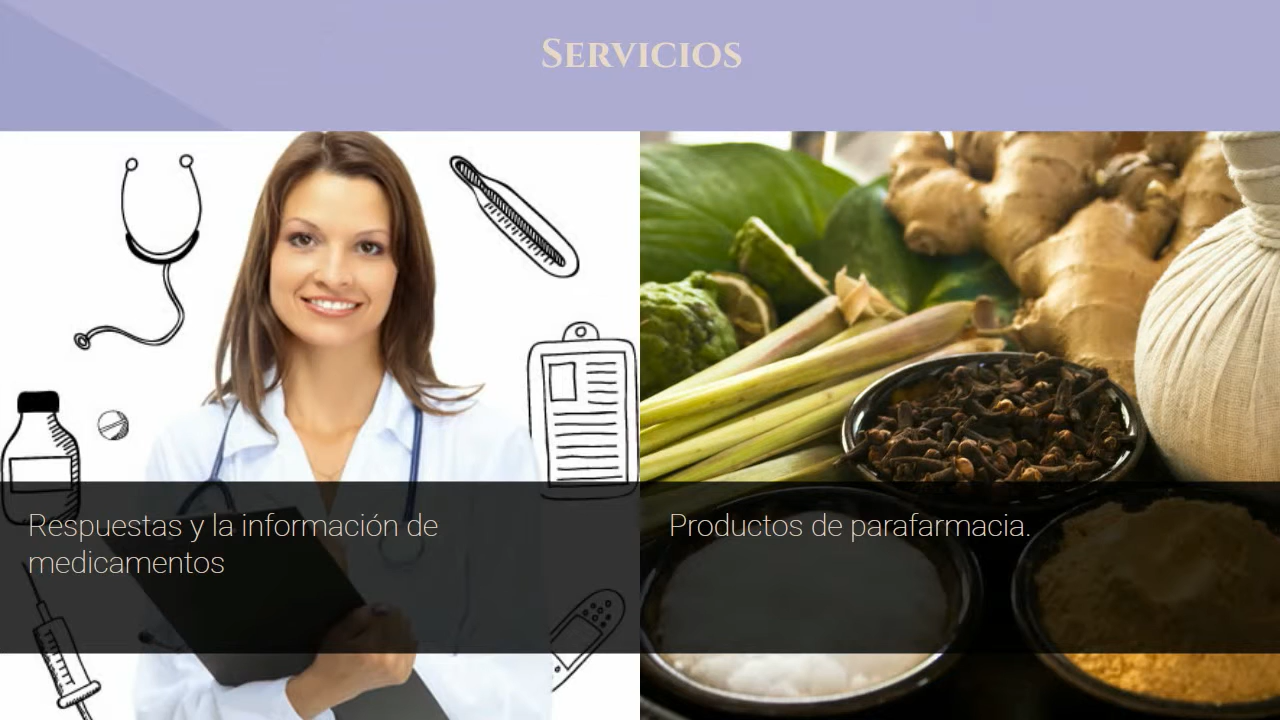 Servicios
Respuestas y la información de
medicamentos
Productos de parafarmacia.